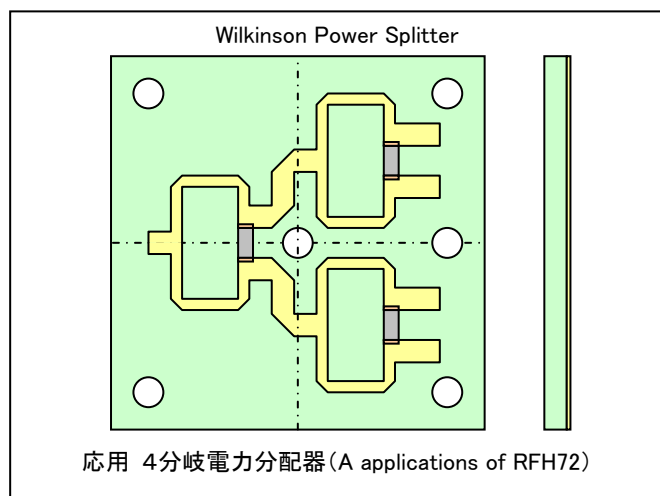 Wilkinson Power Splitter
応用 4分岐電力分配器(A applications of RFH72)